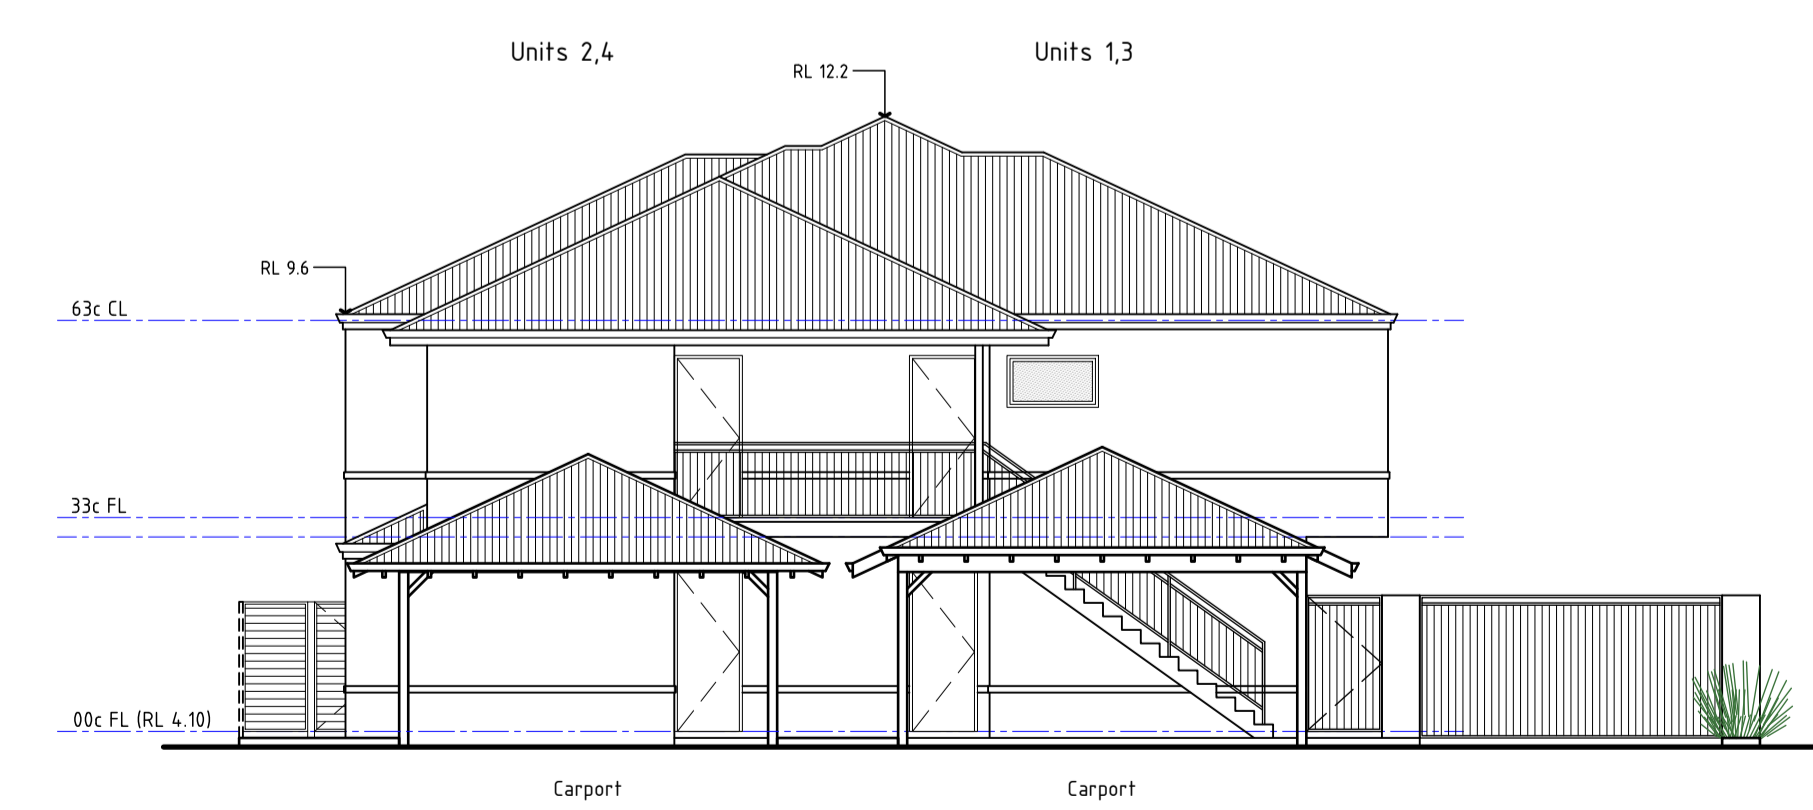 Units 2,4
Units 1,3
RL 12.2
RL 9.6
63c CL
33c FL
00c FL (RL 4.10)
Carport
Carport